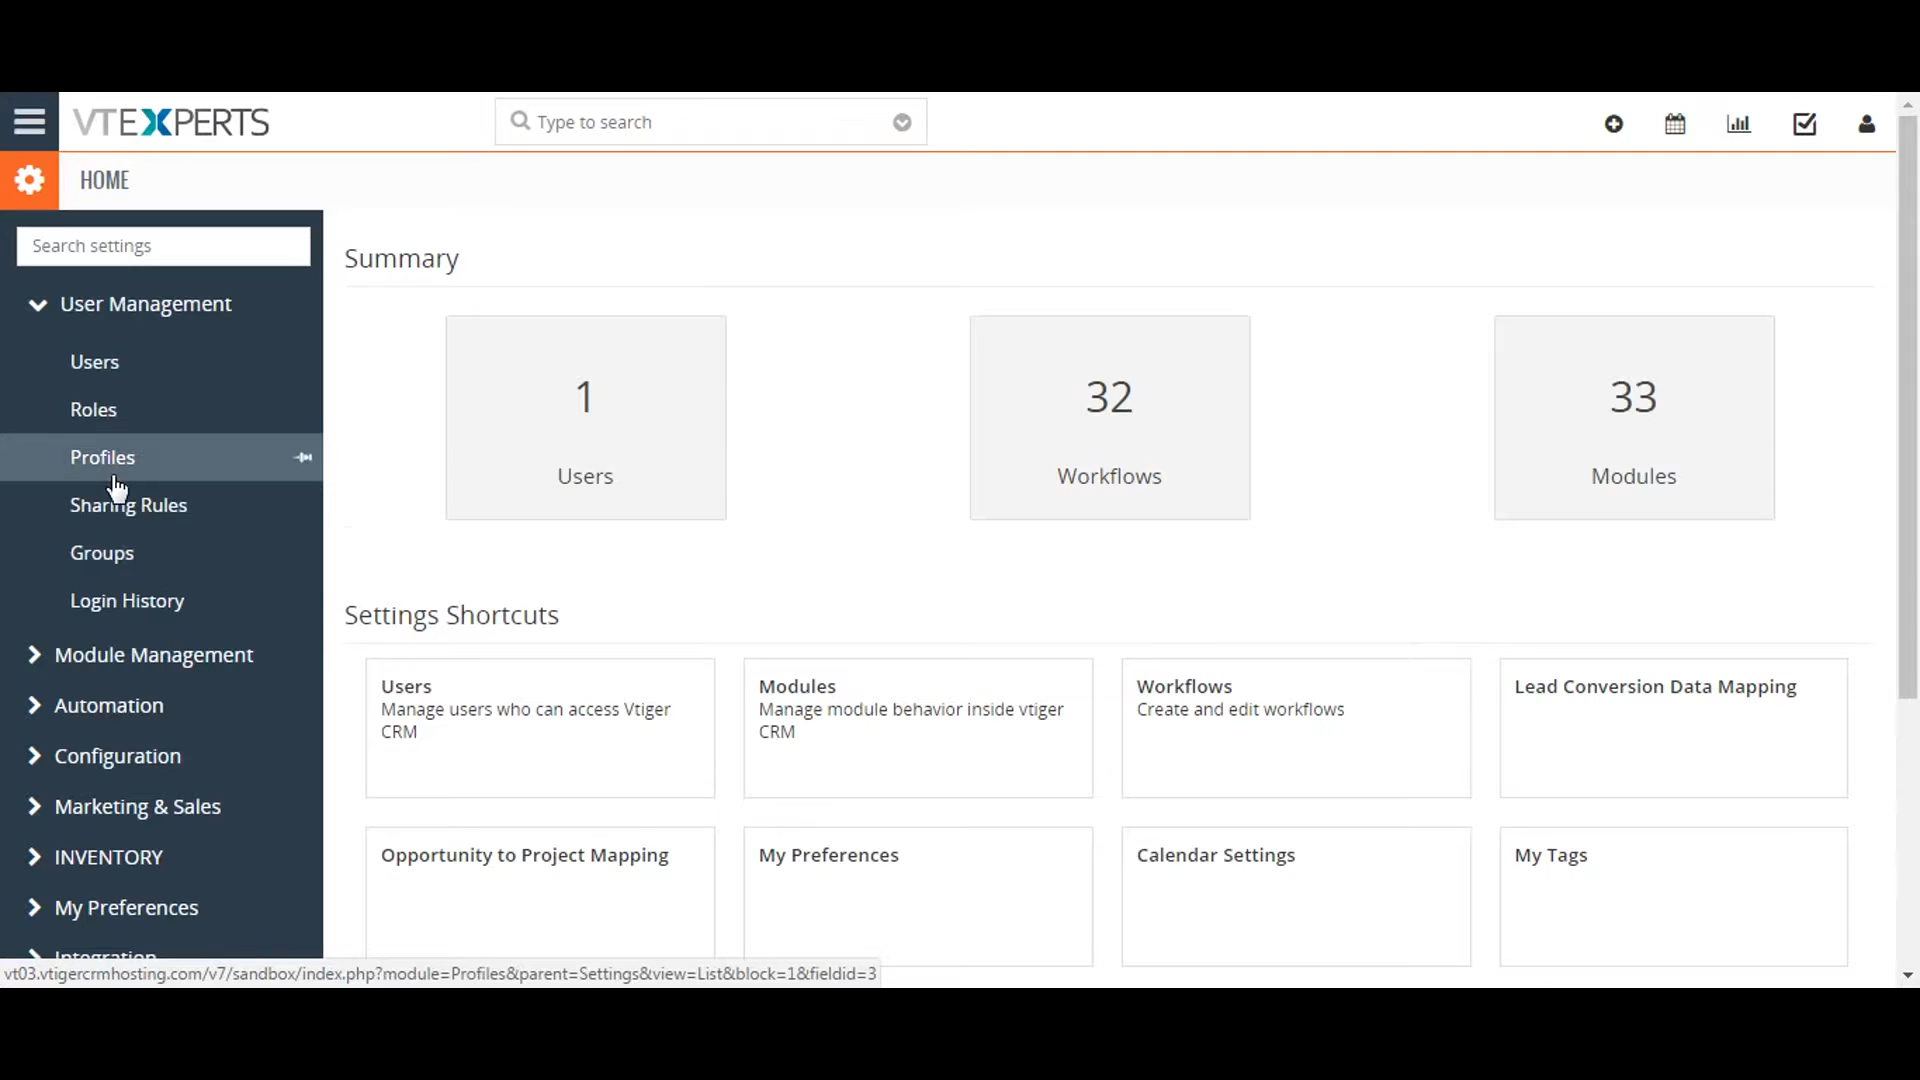 VTEXPERTS
Type to search
HOME
Search settings
User Management
Users
Roles
Profiles
Sharing Rules
Groups
Login History
Module Management
Automation
Configuration
Marketing & Sales
INVENTORY
My Preferences
Integration
Summary
1
Users
32
Workflows
33
Modules
Settings Shortcuts
Users
Manage users who can access Vtiger
CRM
Modules
Manage module behavior inside vtiger
CRM
Workflows
Create and edit workflows
Lead Conversion Data Mapping
Opportunity to Project Mapping
My Preferences
Calendar Settings
My Tags
vt03.vtigercrmhosting.com/v7/sandbox/index.php?module=Profiles&parent=Settings&view=List&block=1&fieldid=3